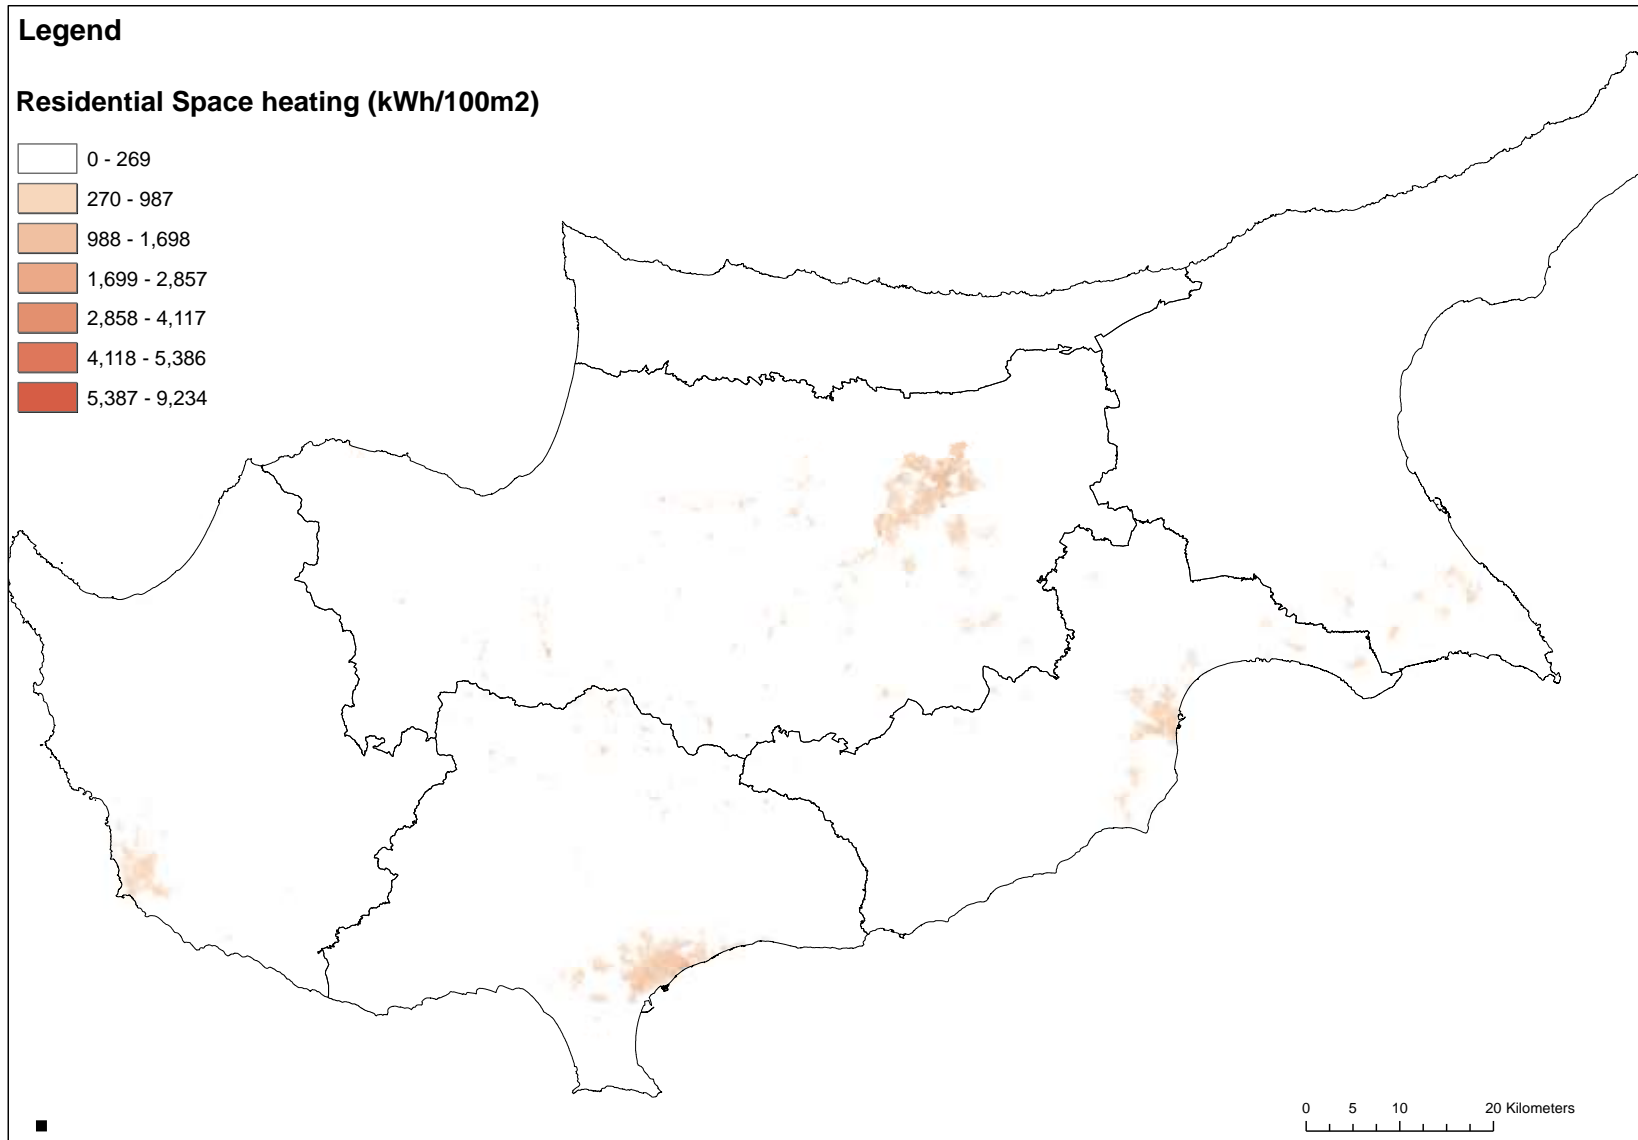 Legend
Residential Space heating (kWh/100m2)
0 - 269
270 - 987
988 - 1,698
1,699 - 2,857
2,858 - 4,117
4,118 - 5,386
5,387 - 9,234
0 5 10 20 Kilometers